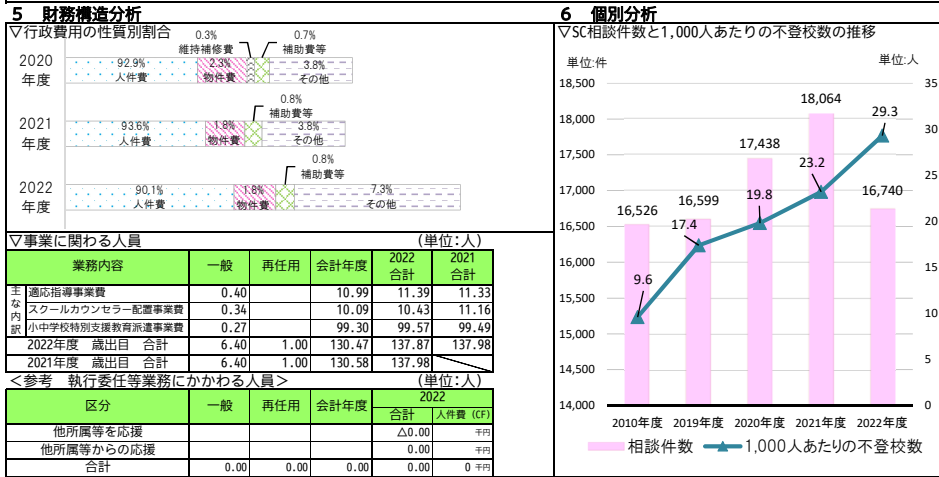 5 財務構造分析
▽行政費用の性質別割合
0.3%
維持補修費
0.7%
補助費等
2020
年度
92.9%
人件費
2.3%
物件費
3.8%
その他
0.8%
補助費等
2021
年度
93.6%
人件費
1.8%
物件費
3.8%
その他
0.8%
補助費等
2022
年度
90.1%
人件費
1.8%
物件費
7.3%
その他
▽事業に関わる人員 (単位:人)
業務内容 一般 再任用 会計年度 2022 合計 2021 合計
主な内訳
適応指導事業費 0.40 10.99 11.39 11.33
スクールカウンセラー配置事業費 0.34 10.09 10.43 11.16
小中学校特別支援教育派遣事業費 0.27 99.30 99.57 99.49
2022年度 歳出目 合計 6.40 1.00 130.47 137.87 137.98
2021年度 歳出目 合計 6.40 1.00 130.58 137.98
<参考 執行委任等業務にかかわる人員> (単位:人)
区分 一般 再任用 会計年度 2022
合計 人件費 (CF)
他所属等を応援 △0.00 千円
他所属等からの応援 0.00 千円
合計 0.00 0.00 0.00 0.00 0 千円
6 個別分析
▽SC相談件数と1,000人あたりの不登校数の推移
単位:件 単位:人
18,500
18,000
17,500
17,000
16,500
16,000
15,500
15,000
14,500
14,000
16,526
16,599
17,438
18,064
16,740
9.6
17.4
19.8
23.2
29.3
35
30
25
20
15
10
5
0
2010年度 2019年度 2020年度 2021年度 2022年度
相談件数 1,000人あたりの不登校数